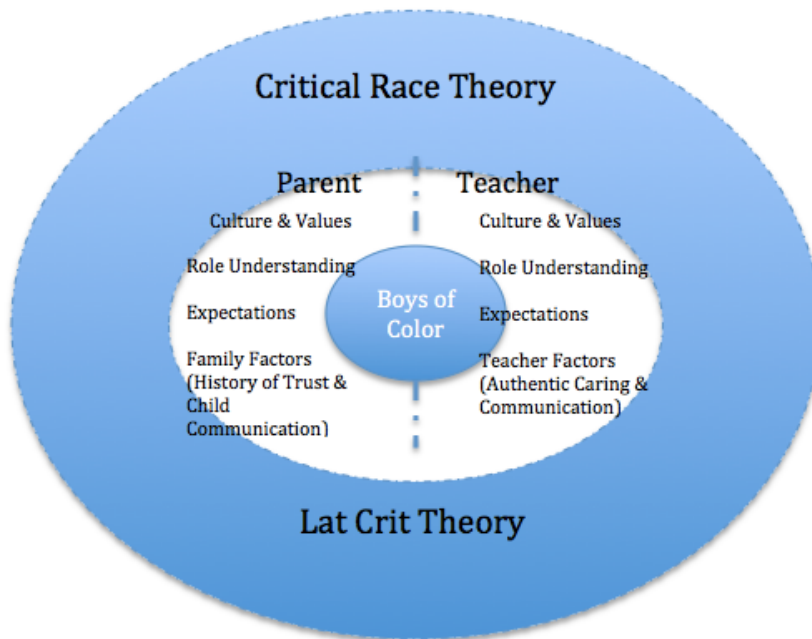 Critical Race Theory
Parent
Culture & Values
Role Understanding
Expectations
Family Factors
(History of Trust &
Child
Communication)
Teacher
Culture & Values
Role Understanding
Expectations
Teacher Factors
(Authentic Caring &
Communication)
Boys of
Color
Lat Crit Theory